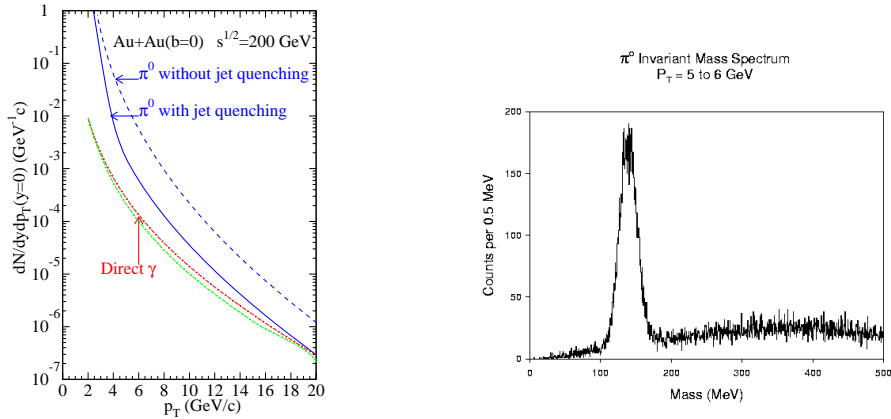 Au+Au(b=0) s^1/2=200 GeV
π^0 without jet quenching
π^0 with jet quenching
Direct γ
dN/dydp_T(y=0) (GeV^-1c)
1
10^-1
10^-2
10^-3
10^-4
10^-5
10^-6
10^-7
0 2 4 6 8 10 12 14 16 18 20
p_T (GeV/c)
π° Invariant Mass Spectrum
P_T = 5 to 6 GeV
Counts per 0.5 MeV
200
150
100
50
0
0 100 200 300 400 500
Mass (MeV)